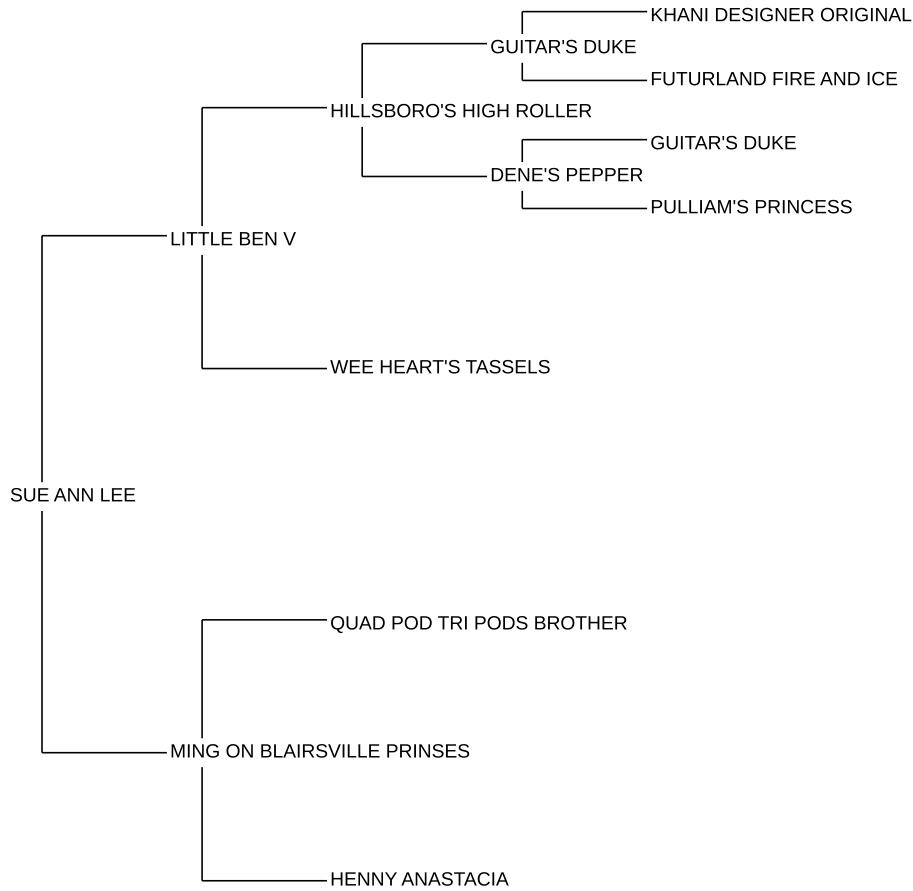 KHANI DESIGNER ORIGINAL
GUITAR'S DUKE
FUTURLAND FIRE AND ICE
HILLSBORO'S HIGH ROLLER
GUITAR'S DUKE
DENE'S PEPPER
PULLIAM'S PRINCESS
LITTLE BEN V
WEE HEART'S TASSELS
SUE ANN LEE
QUAD POD TRI PODS BROTHER
MING ON BLAIRSVILLE PRINSES
HENNY ANASTACIA